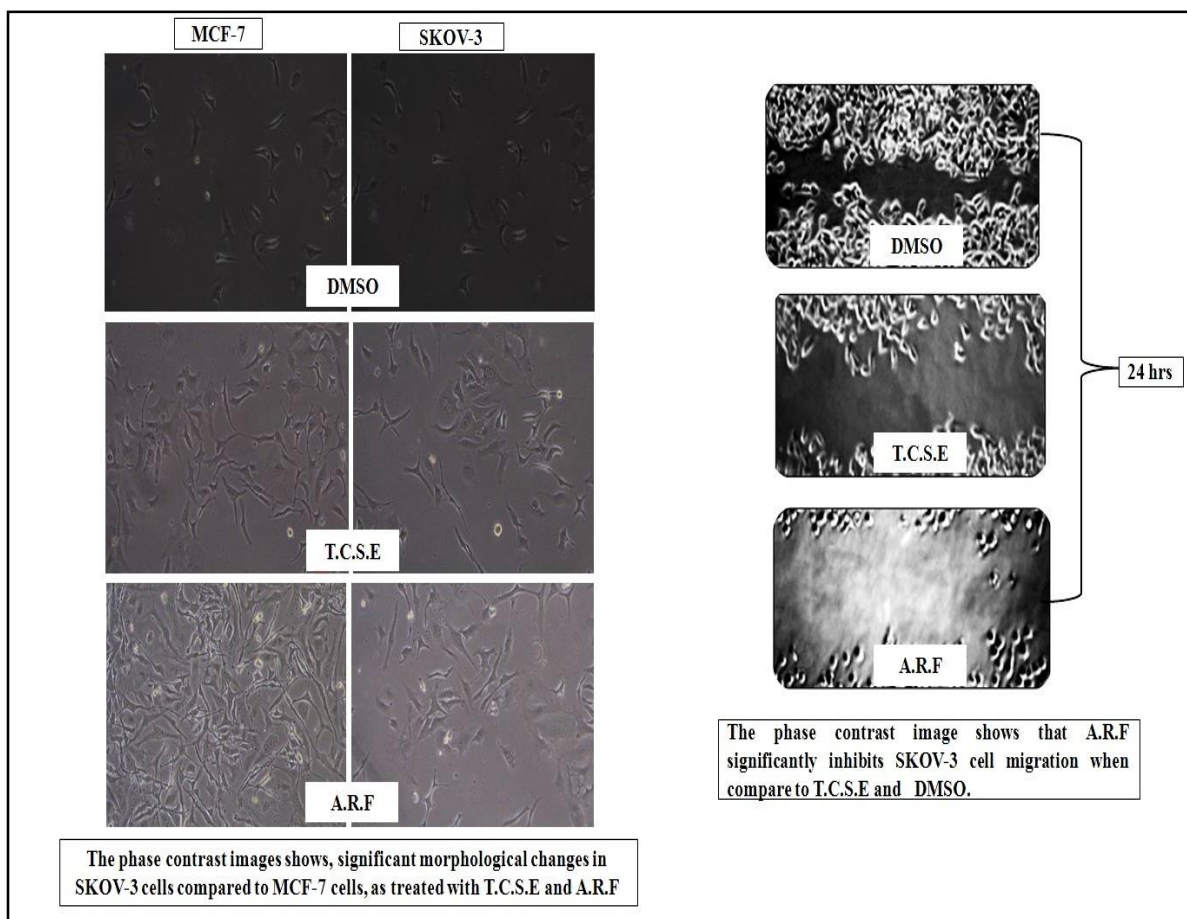 MCF-7
SKOV-3
DMSO
T.C.S.E
A.R.F
The phase contrast images shows, significant morphological changes in
SKOV-3 cells compared to MCF-7 cells, as treated with T.C.S.E and A.R.F
DMSO
T.C.S.E
A.R.F
24 hrs
The phase contrast image shows that A.R.F
significantly inhibits SKOV-3 cell migration when
compare to T.C.S.E and DMSO.